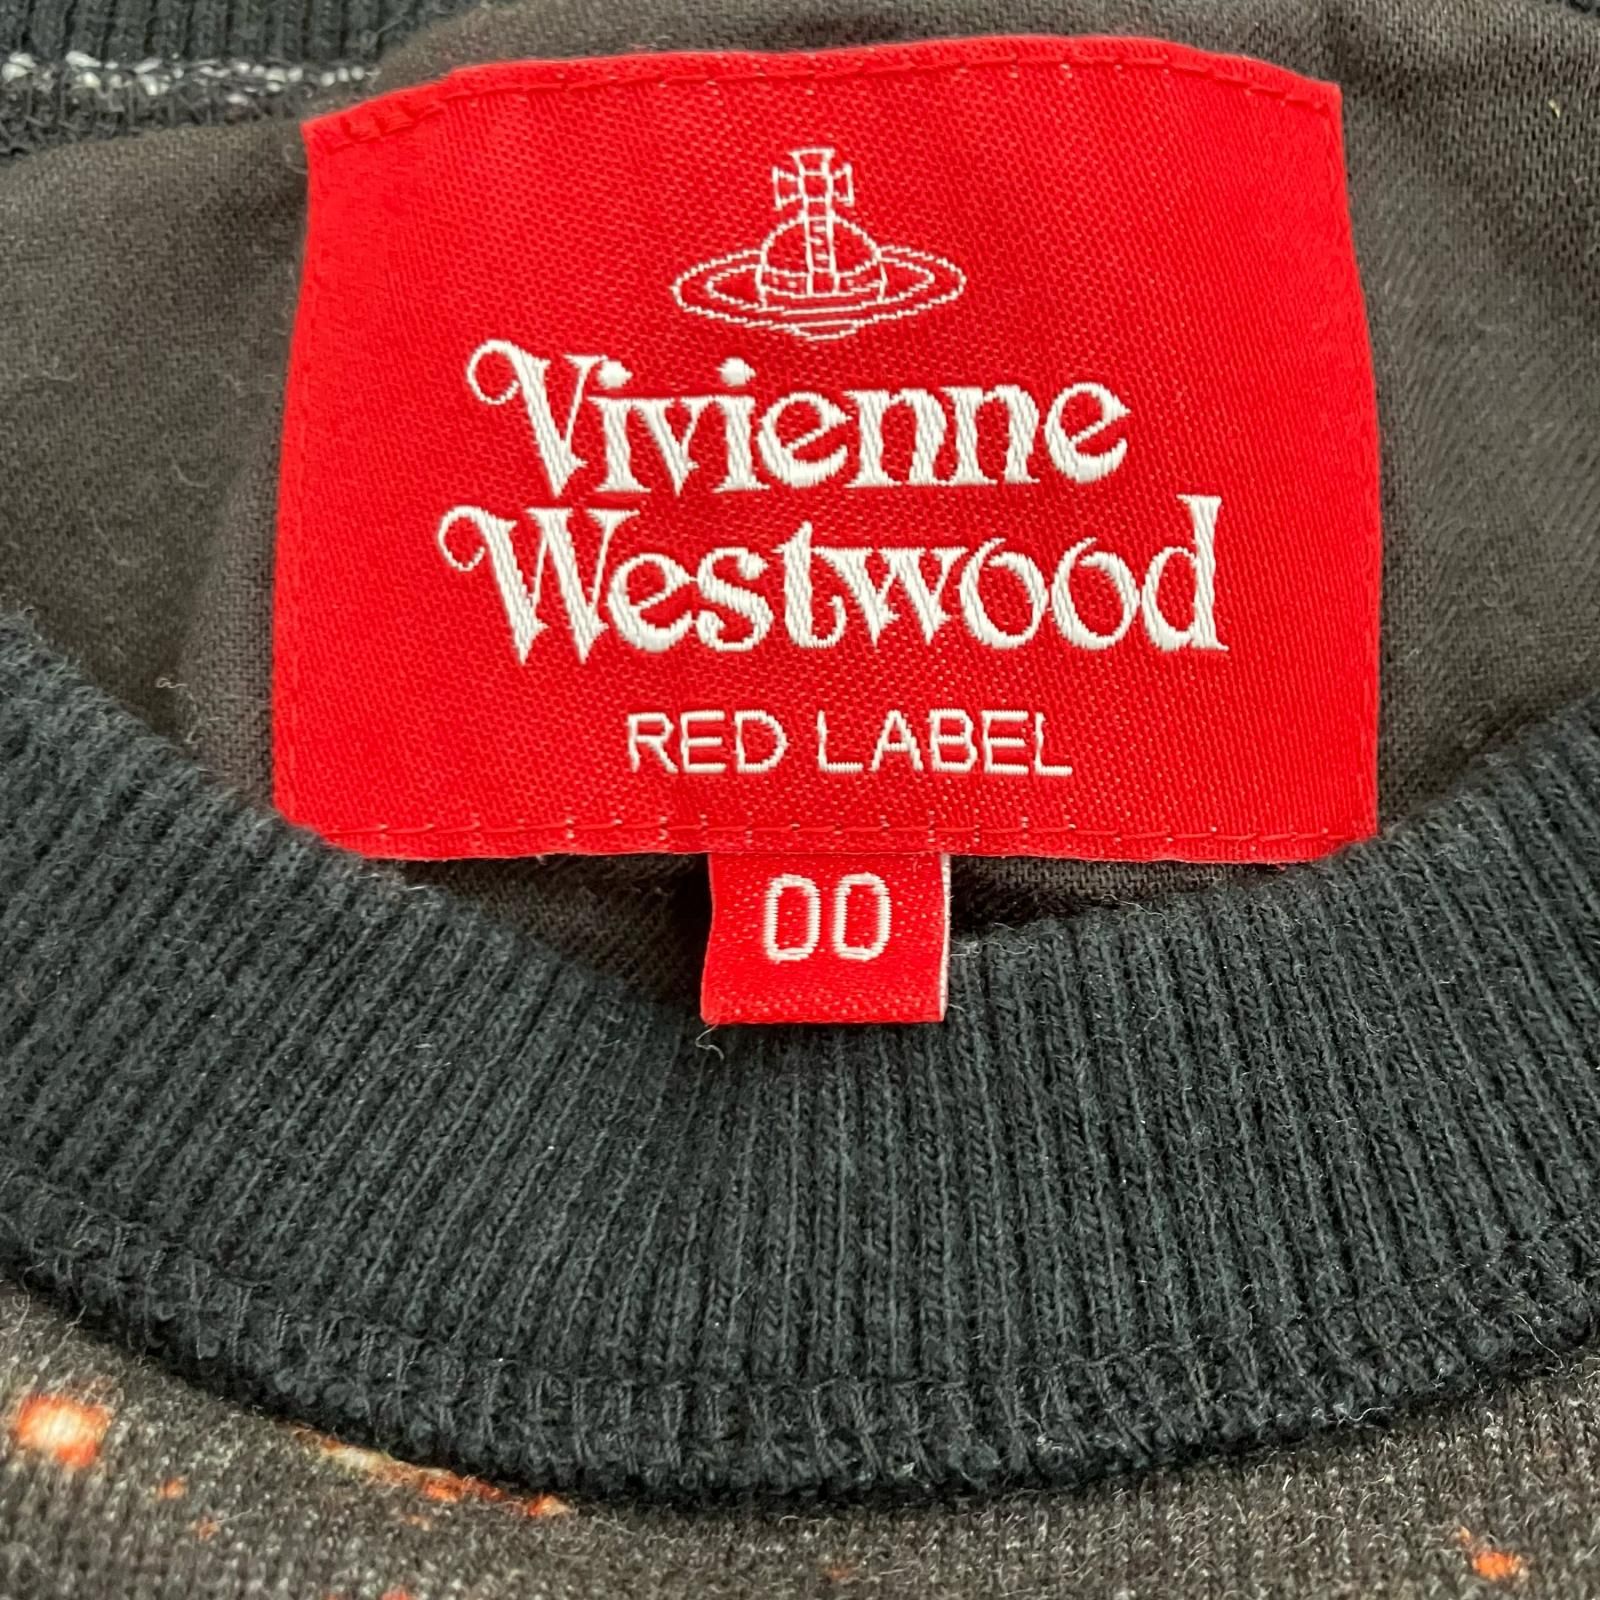 Vivienne
Westwood
RED LABEL
00